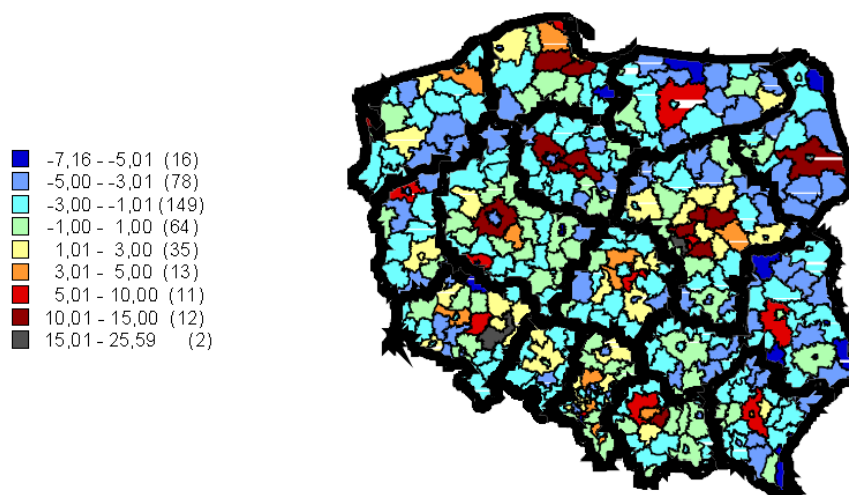 -7,16 - -5,01 (16)
-5,00 - -3,01 (78)
-3,00 - -1,01 (149)
-1,00 - 1,00 (64)
1,01 - 3,00 (35)
3,01 - 5,00 (13)
5,01 - 10,00 (11)
10,01 - 15,00 (12)
15,01 - 25,59 (2)